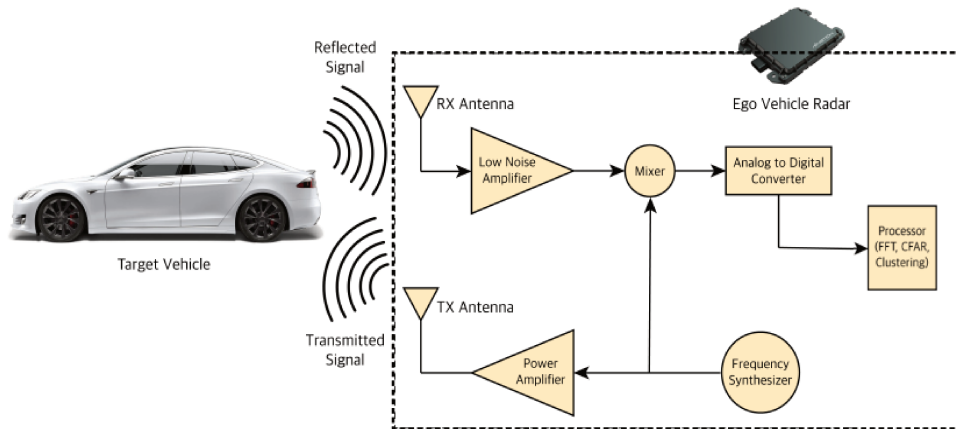 Reflected
Signal
RX Antenna
Ego Vehicle Radar
Low Noise
Amplifier
Mixer
Analog to Digital
Converter
Processor
(FFT, CFAR,
Clustering)
Target Vehicle
TX Antenna
Transmitted
Signal
Power
Amplifier
Frequency
Synthesizer